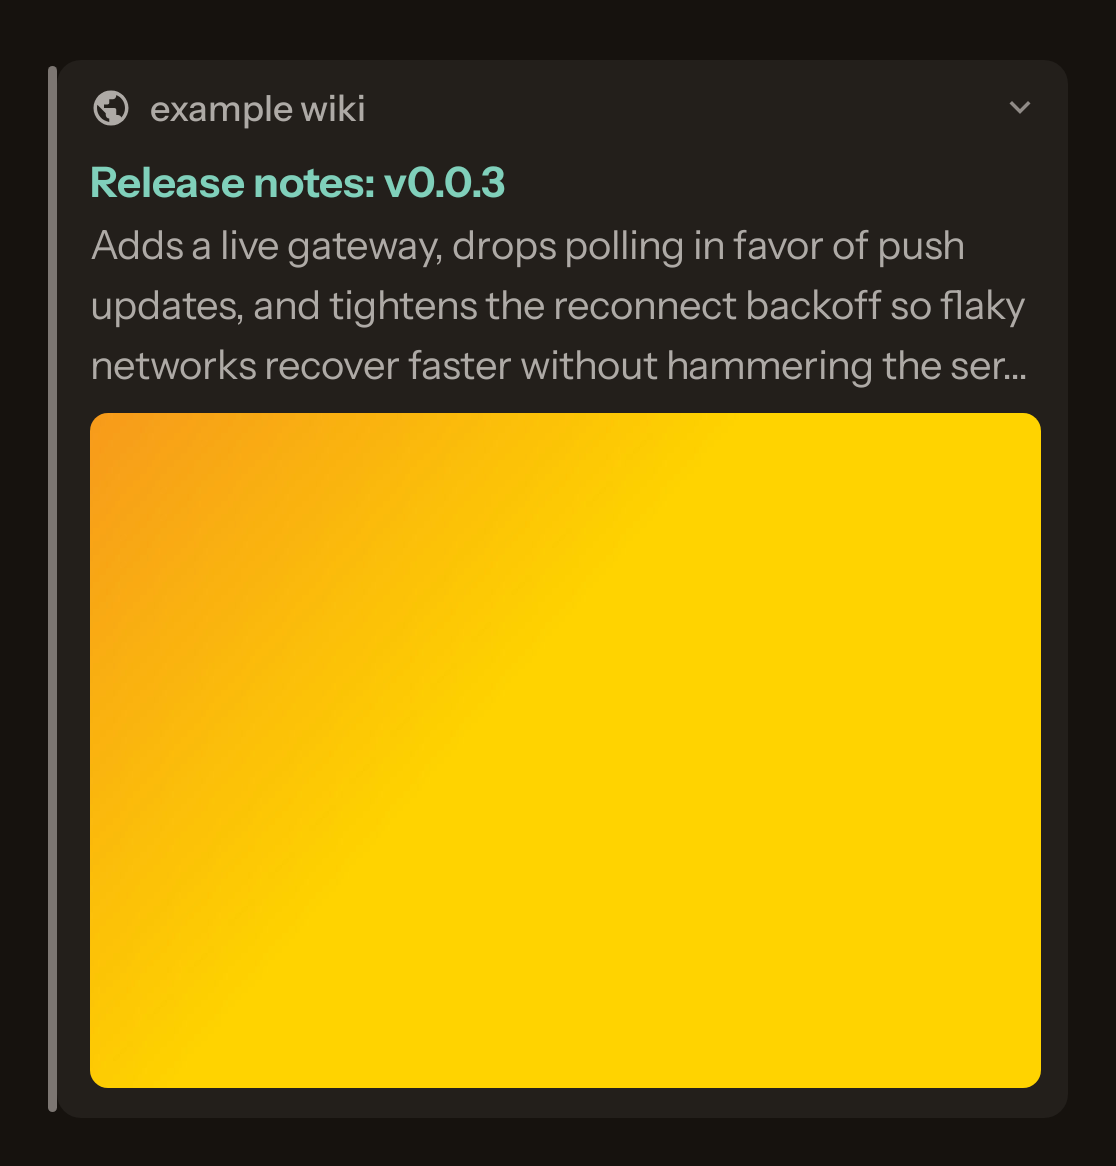 example wiki
Release notes: v0.0.3
Adds a live gateway, drops polling in favor of push
updates, and tightens the reconnect backoff so flaky
networks recover faster without hammering the ser...